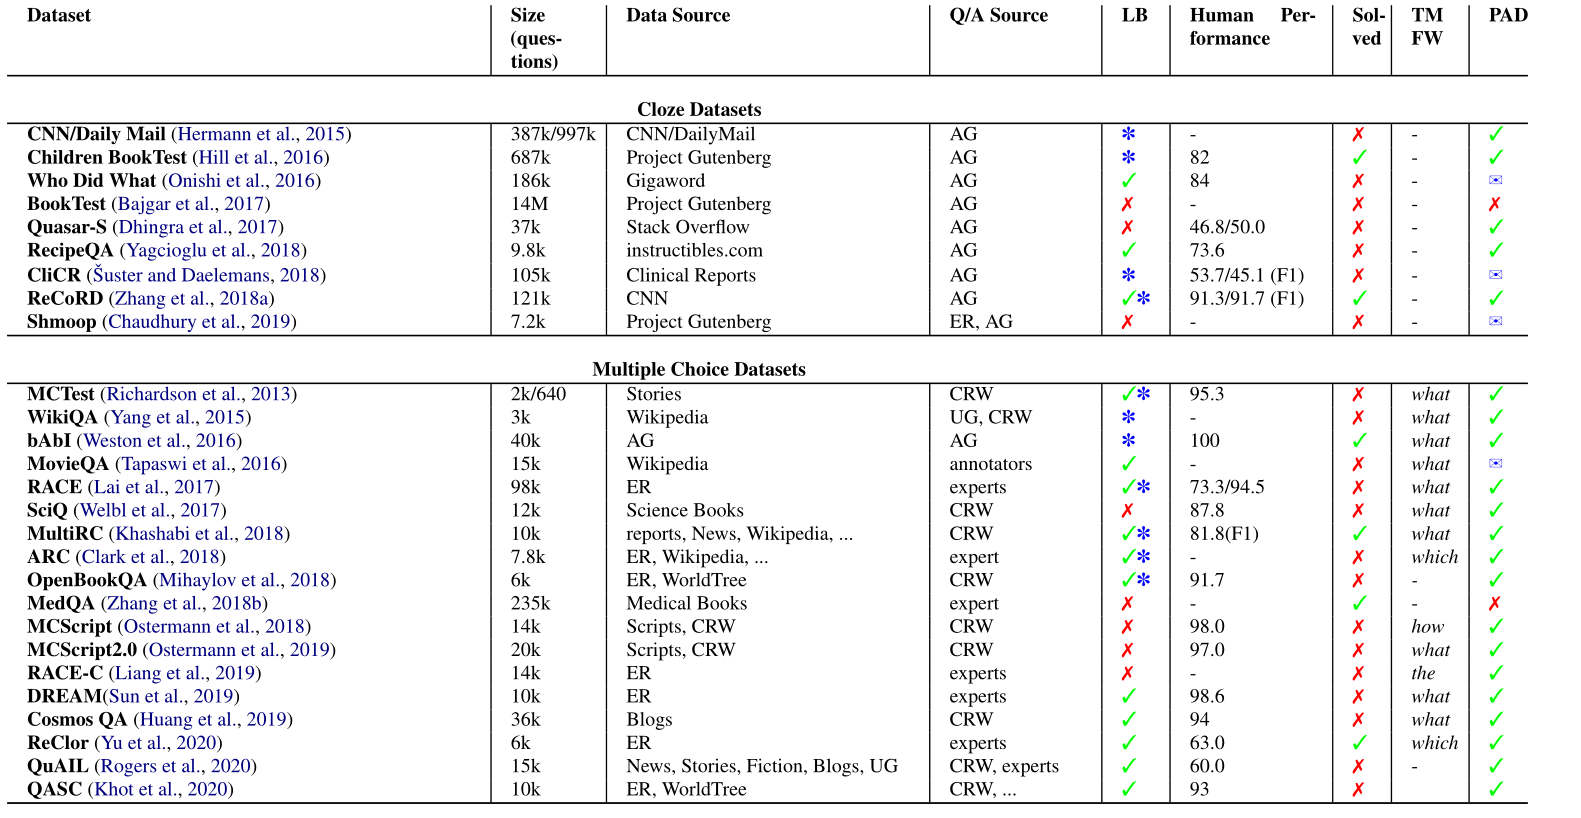 Dataset Size (ques-tions) Data Source Q/A Source LB Human Per-formance Sol-ved TM FW PAD
Cloze Datasets
CNN/Daily Mail (Hermann et al., 2015) 387k/997k CNN/DailyMail AG * - ✗ - ✓
Children BookTest (Hill et al., 2016) 687k Project Gutenberg AG * 82 ✓ - ✓
Who Did What (Onishi et al., 2016) 186k Gigaword AG ✓ 84 ✗ - ✉
BookTest (Bajgar et al., 2017) 14M Project Gutenberg AG ✗ - ✗ - ✗
Quasar-S (Dhingra et al., 2017) 37k Stack Overflow AG ✗ 46.8/50.0 ✗ - ✓
RecipeQA (Yagcioglu et al., 2018) 9.8k instructibles.com AG ✓ 73.6 ✗ - ✓
CliCR (Šuster and Daelemans, 2018) 105k Clinical Reports AG * 53.7/45.1 (F1) ✗ - ✉
ReCoRD (Zhang et al., 2018a) 121k CNN AG ✓* 91.3/91.7 (F1) ✓ - ✓
Shmoop (Chaudhury et al., 2019) 7.2k Project Gutenberg ER, AG ✗ - ✗ - ✉
Multiple Choice Datasets
MCTest (Richardson et al., 2013) 2k/640 Stories CRW ✓* 95.3 ✗ what ✓
WikiQA (Yang et al., 2015) 3k Wikipedia UG, CRW * - ✗ what ✓
bAbI (Weston et al., 2016) 40k AG AG * 100 ✓ what ✓
MovieQA (Tapaswi et al., 2016) 15k Wikipedia annotators ✓ - ✗ what ✉
RACE (Lai et al., 2017) 98k ER experts ✓* 73.3/94.5 ✗ what ✓
SciQ (Welbl et al., 2017) 12k Science Books CRW ✗ 87.8 ✗ what ✓
MultiRC (Khashabi et al., 2018) 10k reports, News, Wikipedia, ... CRW ✓* 81.8(F1) ✓ what ✓
ARC (Clark et al., 2018) 7.8k ER, Wikipedia, ... expert ✓* - ✗ which ✓
OpenBookQA (Mihaylov et al., 2018) 6k ER, WorldTree CRW ✓* 91.7 ✗ - ✓
MedQA (Zhang et al., 2018b) 235k Medical Books expert ✗ - ✓ - ✗
MCScript (Ostermann et al., 2018) 14k Scripts, CRW CRW ✗ 98.0 ✗ how ✓
MCScript2.0 (Ostermann et al., 2019) 20k Scripts, CRW CRW ✗ 97.0 ✗ what ✓
RACE-C (Liang et al., 2019) 14k ER experts ✗ - ✗ the ✓
DREAM(Sun et al., 2019) 10k ER experts ✓ 98.6 ✗ what ✓
Cosmos QA (Huang et al., 2019) 36k Blogs CRW ✓ 94 ✗ what ✓
ReClor (Yu et al., 2020) 6k ER experts ✓ 63.0 ✓ which ✓
QuAIL (Rogers et al., 2020) 15k News, Stories, Fiction, Blogs, UG CRW, experts ✓ 60.0 ✗ - ✓
QASC (Khot et al., 2020) 10k ER, WorldTree CRW, ... ✓ 93 ✗ ✓